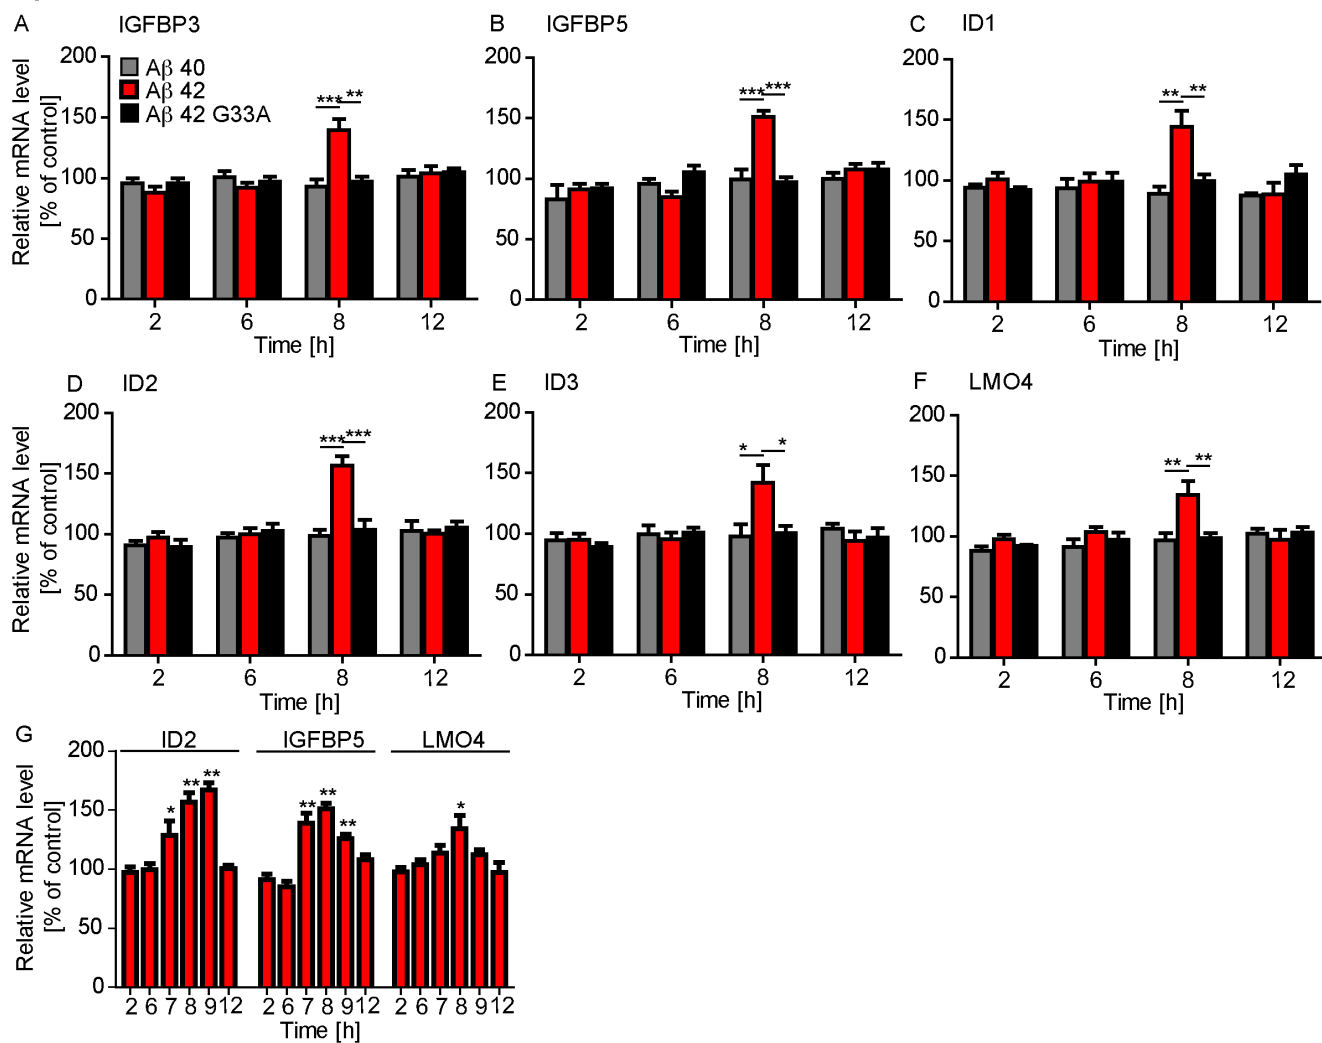 A IGFBP3
Relative mRNA level
[% of control]
200
150
100
50
0
Aβ 40
Aβ 42
Aβ 42 G33A
*** **
2 6 8 12
Time [h]
B IGFBP5
200
150
100
50
0
*** ***
2 6 8 12
Time [h]
C ID1
200
150
100
50
0
** **
2 6 8 12
Time [h]
D ID2
Relative mRNA level
[% of control]
200
150
100
50
0
*** ***
2 6 8 12
Time [h]
E ID3
200
150
100
50
0
* *
2 6 8 12
Time [h]
F LMO4
200
150
100
50
0
** **
2 6 8 12
Time [h]
G
Relative mRNA level
[% of control]
200
150
100
50
0
ID2 IGFBP5 LMO4
* ** ** ** ** ** *
2 6 7 8 9 12 2 6 7 8 9 12 2 6 7 8 9 12
Time [h]